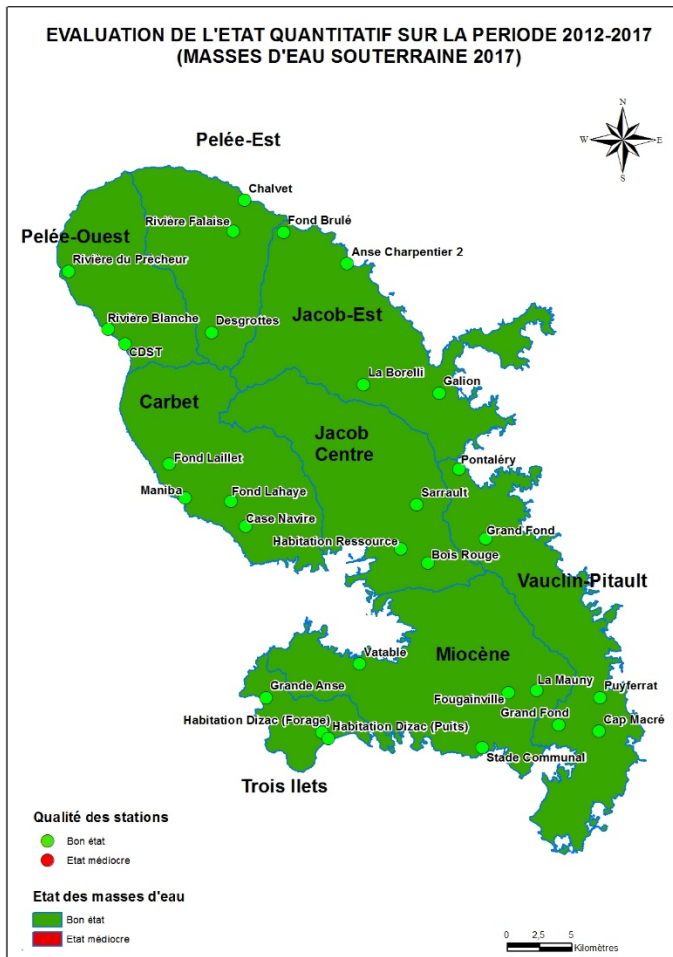 EVALUATION DE L'ETAT QUANTITATIF SUR LA PERIODE 2012-2017
(MASSES D'EAU SOUTERRAINE 2017)
N
W
E
S
Pelée-Est
Chalvet
Rivière Falaise
Fond Brulé
Pelée-Ouest
Anse Charpentier 2
Rivière du Precheur
Rivière Blanche
Desgrottes
Jacob-Est
CDST
La Borelli
Galion
Carbet
Jacob
Centre
Fond Laillet
Pontaléry
Maniba
Fond Lahaye
Sarrault
Case Navire
Habitation Ressource
Grand Fond
Bois Rouge
Vauclin-Pitault
Vatable
Miocène
Grande Anse
Fougainville
La Mauny
Puyferrat
Habitation Dizac (Forage)
Habitation Dizac (Puits)
Grand Fond
Cap Macré
Stade Communal
Trois Ilets
Qualité des stations
Bon état
Etat médiocre
Etat des masses d'eau
Bon état
Etat médiocre
0 2,5 5
Kilomètres